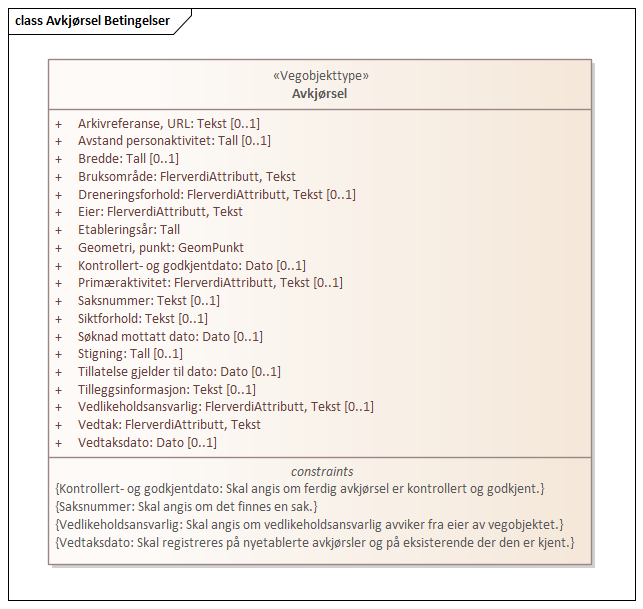 class Avkjørsel Betingelser
«Vegobjekttype»
Avkjørsel
+ Arkivreferanse, URL: Tekst [0..1]
+ Avstand personaktivitet: Tall [0..1]
+ Bredde: Tall [0..1]
+ Bruksområde: FlerverdiAttributt, Tekst
+ Dreneringsforhold: FlerverdiAttributt, Tekst [0..1]
+ Eier: FlerverdiAttributt, Tekst
+ Etableringsår: Tall
+ Geometri, punkt: GeomPunkt
+ Kontrollert- og godkjentdato: Dato [0..1]
+ Primæraktivitet: FlerverdiAttributt, Tekst [0..1]
+ Saksnummer: Tekst [0..1]
+ Siktforhold: Tekst [0..1]
+ Søknad mottatt dato: Dato [0..1]
+ Stigning: Tall [0..1]
+ Tillatelse gjelder til dato: Dato [0..1]
+ Tilleggsinformasjon: Tekst [0..1]
+ Vedlikeholdsansvarlig: FlerverdiAttributt, Tekst [0..1]
+ Vedtak: FlerverdiAttributt, Tekst
+ Vedtaksdato: Dato [0..1]
constraints
{Kontrollert- og godkjentdato: Skal angis om ferdig avkjørsel er kontrollert og godkjent.}
{Saksnummer: Skal angis om det finnes en sak.}
{Vedlikeholdsansvarlig: Skal angis om vedlikeholdsansvarlig avviker fra eier av vegobjektet.}
{Vedtaksdato: Skal registreres på nyetablerte avkjørsler og på eksisterende der den er kjent.}